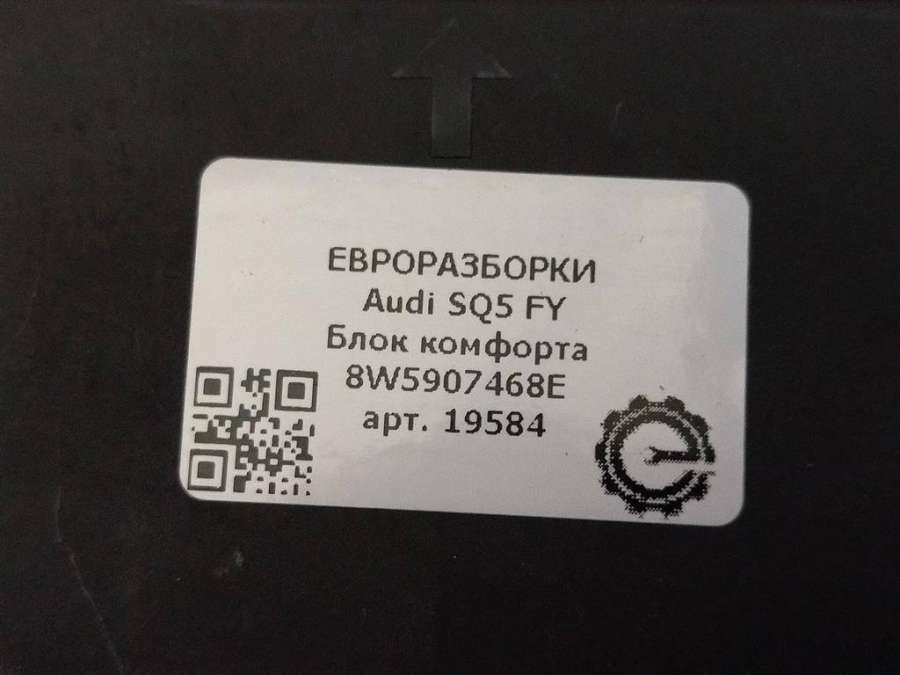 ЕВРОРАЗБОРКИ
Audi SQ5 FY
Блок комфорта
8W5907468E
арт. 19584